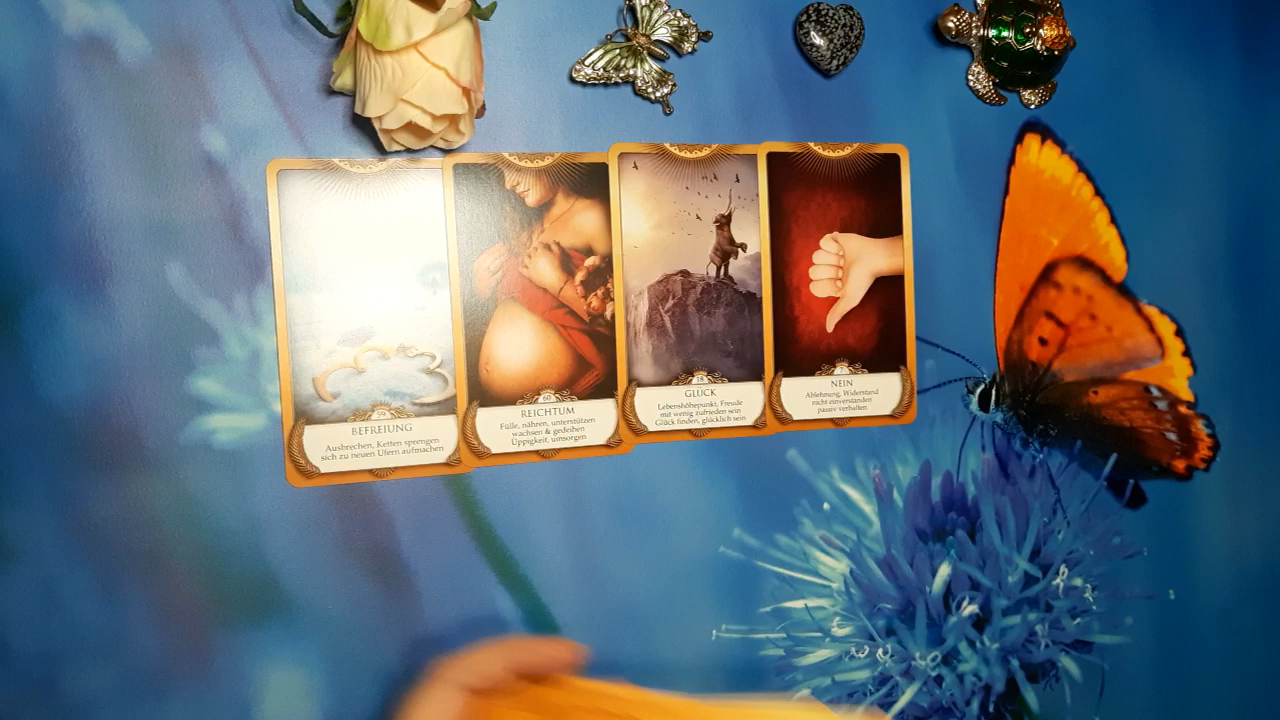 59
BEFREIUNG
Ausbrechen, Ketten sprengen
sich zu neuen Ufern aufmachen
60
REICHTUM
Fülle, nähren, unterstützen
wachsen & gedeihen
Üppigkeit, umsorgen
18
GLÜCK
Lebenshöhepunkt, Freude
mit wenig zufrieden sein
Glück finden, glücklich sein
NEIN
Ablehnung, Widerstand
nicht einverstanden
passiv verhalten